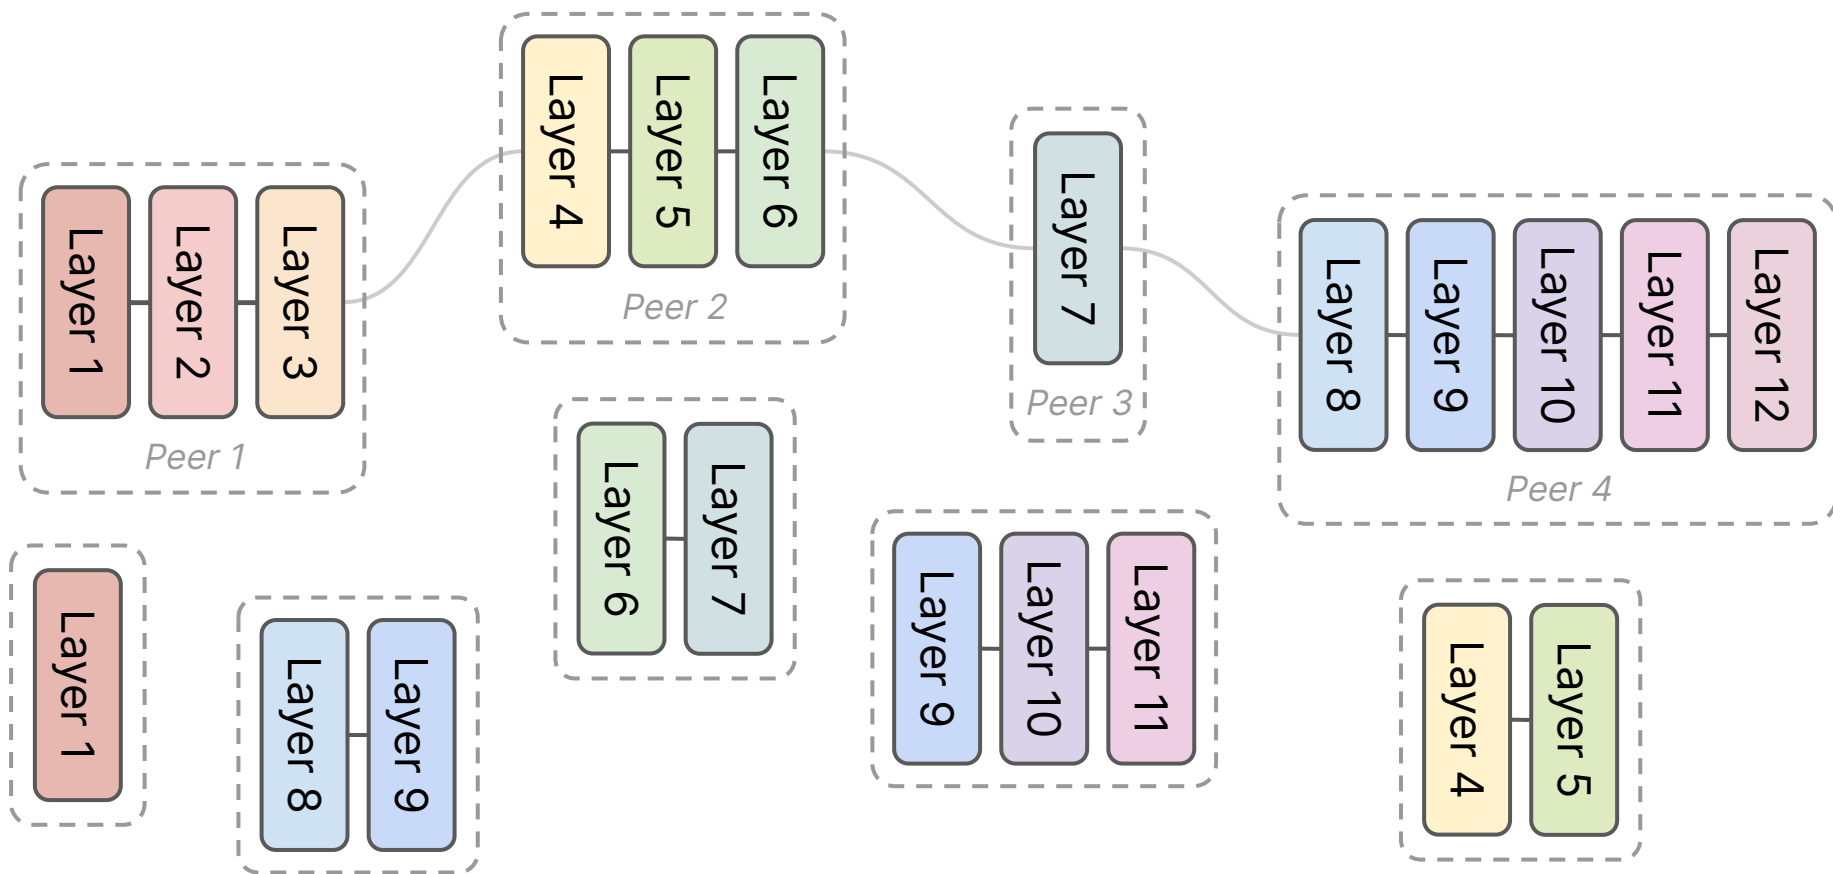 Layer 1
Layer 2
Layer 3
Peer 1
Layer 4
Layer 5
Layer 6
Peer 2
Layer 7
Peer 3
Layer 8
Layer 9
Layer 10
Layer 11
Layer 12
Peer 4
Layer 1
Layer 8
Layer 9
Layer 6
Layer 7
Layer 9
Layer 10
Layer 11
Layer 4
Layer 5